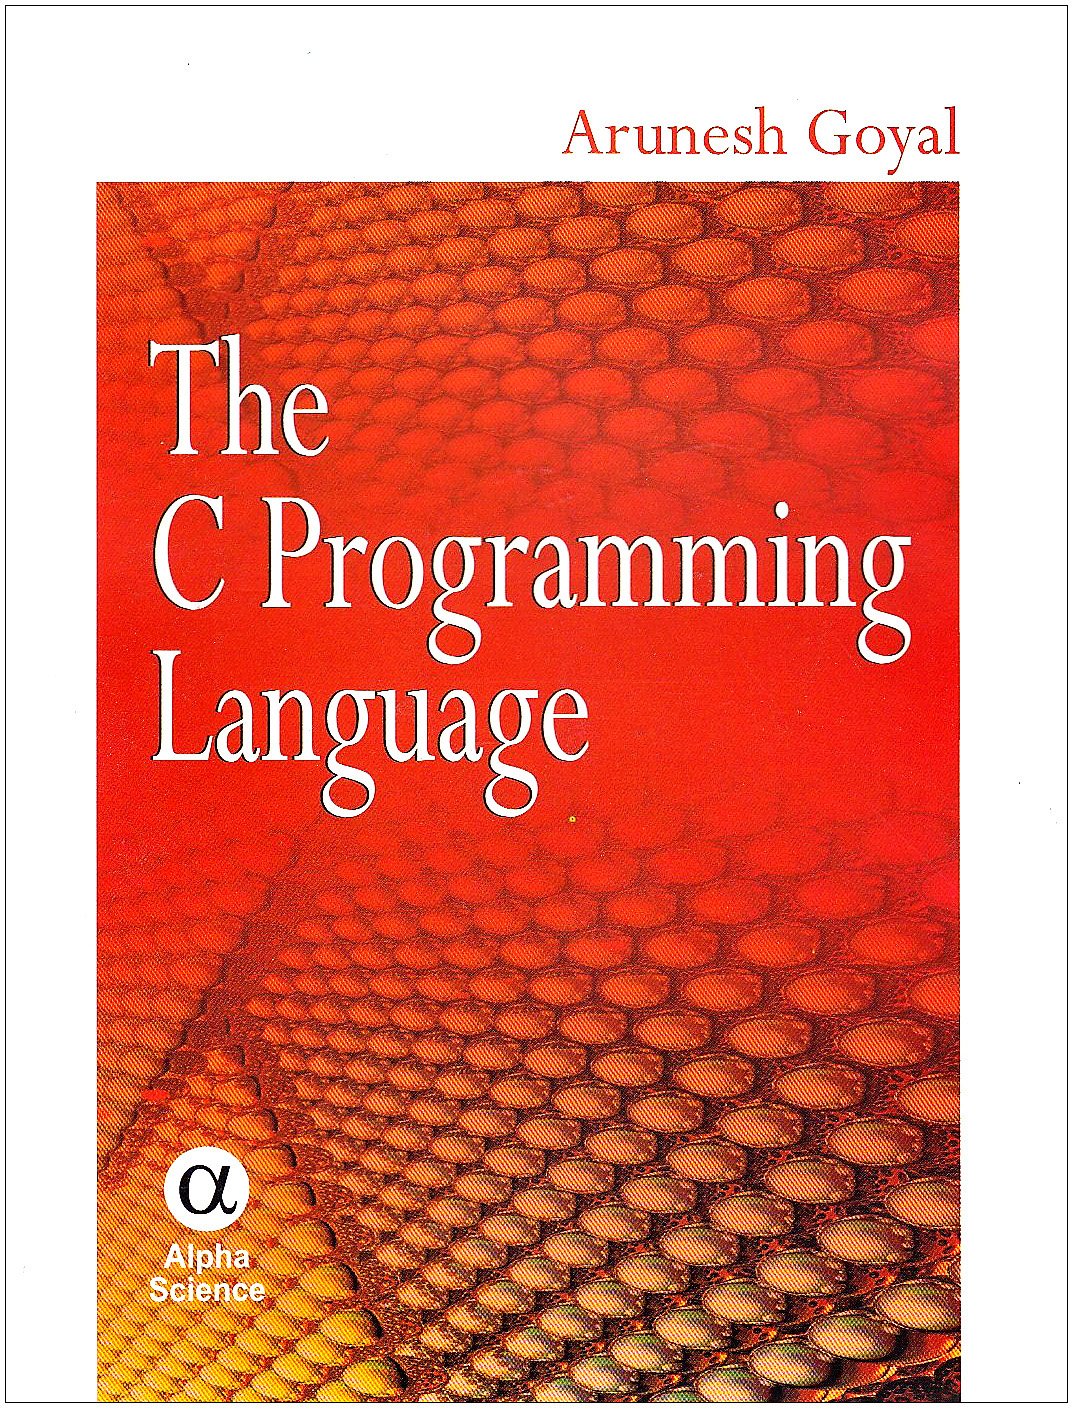 Arunesh Goyal
The
C Programming
Language
α
Alpha
Science